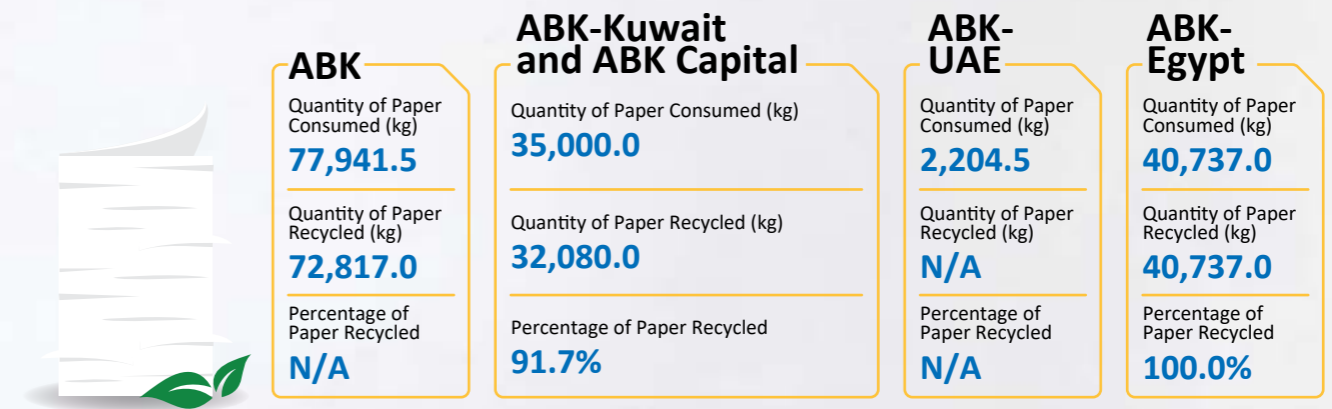 ABK
Quantity of Paper
Consumed (kg)
77,941.5
Quantity of Paper
Recycled (kg)
72,817.0
Percentage of
Paper Recycled
N/A
ABK-Kuwait
and ABK Capital
Quantity of Paper Consumed (kg)
35,000.0
Quantity of Paper Recycled (kg)
32,080.0
Percentage of Paper Recycled
91.7%
ABK-
UAE
Quantity of Paper
Consumed (kg)
2,204.5
Quantity of Paper
Recycled (kg)
N/A
Percentage of
Paper Recycled
N/A
ABK-
Egypt
Quantity of Paper
Consumed (kg)
40,737.0
Quantity of Paper
Recycled (kg)
40,737.0
Percentage of
Paper Recycled
100.0%